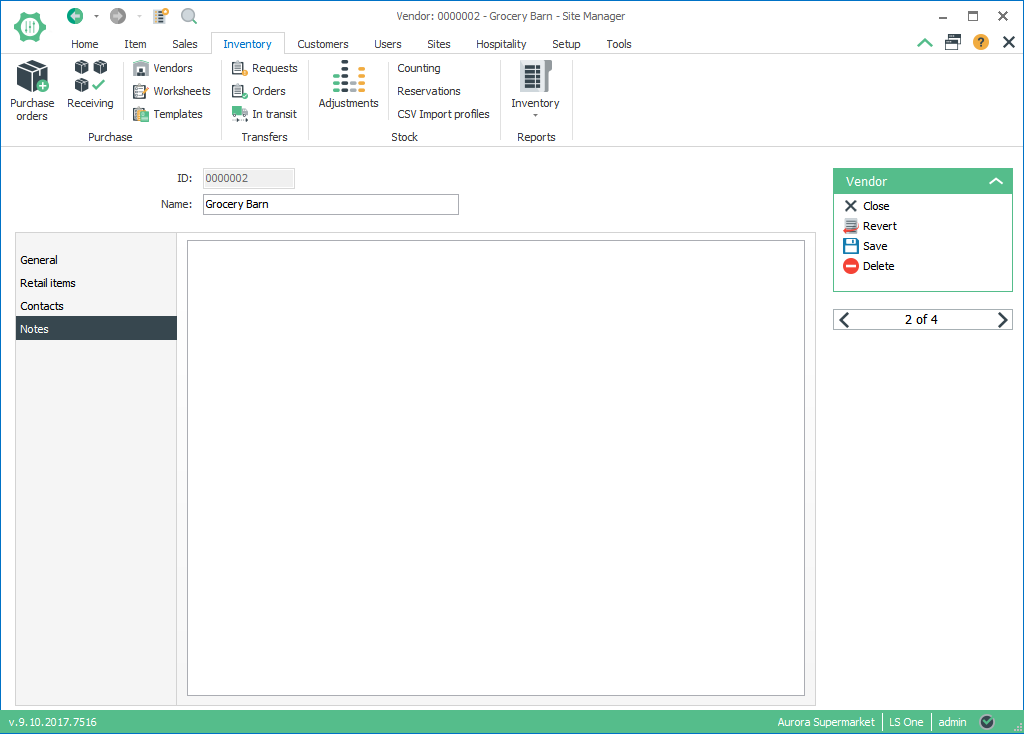 Vendor: 0000002 - Grocery Barn - Site Manager
Home Item Sales Inventory Customers Users Sites Hospitality Setup Tools
?
Purchase orders
Receiving
Vendors
Worksheets
Templates
Purchase
Requests
Orders
In transit
Transfers
Adjustments
Counting
Reservations
CSV Import profiles
Stock
Inventory
Reports
ID: 0000002
Name: Grocery Barn
General
Retail items
Contacts
Notes
Vendor
Close
Revert
Save
Delete
2 of 4
v.9.10.2017.7516
Aurora Supermarket LS One admin